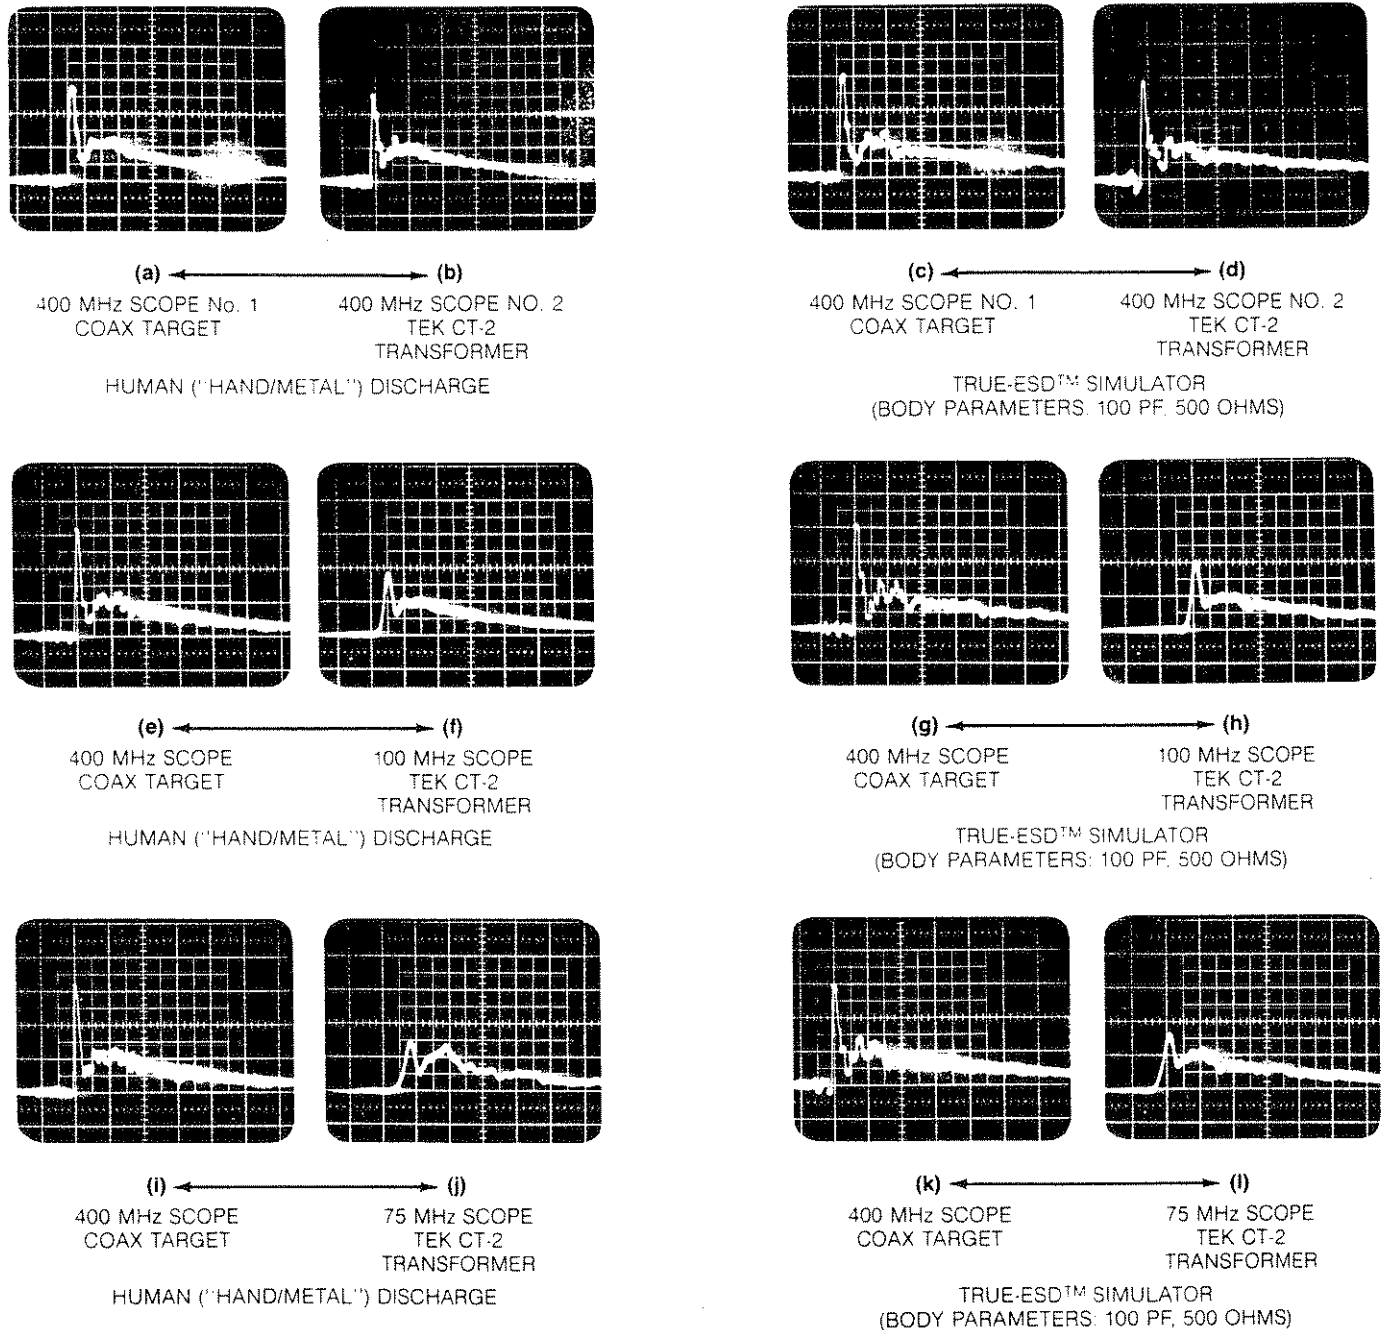 (a) (b)
400 MHz SCOPE No. 1
COAX TARGET
400 MHz SCOPE NO. 2
TEK CT-2
TRANSFORMER
HUMAN ("HAND/METAL") DISCHARGE
(c) (d)
400 MHz SCOPE NO. 1
COAX TARGET
400 MHz SCOPE NO. 2
TEK CT-2
TRANSFORMER
TRUE-ESD™ SIMULATOR
(BODY PARAMETERS: 100 PF, 500 OHMS)
(e) (f)
400 MHz SCOPE
COAX TARGET
100 MHz SCOPE
TEK CT-2
TRANSFORMER
HUMAN ("HAND/METAL") DISCHARGE
(g) (h)
400 MHz SCOPE
COAX TARGET
100 MHz SCOPE
TEK CT-2
TRANSFORMER
TRUE-ESD™ SIMULATOR
(BODY PARAMETERS: 100 PF, 500 OHMS)
(i) (j)
400 MHz SCOPE
COAX TARGET
75 MHz SCOPE
TEK CT-2
TRANSFORMER
HUMAN ("HAND/METAL") DISCHARGE
(k) (l)
400 MHz SCOPE
COAX TARGET
75 MHz SCOPE
TEK CT-2
TRANSFORMER
TRUE-ESD™ SIMULATOR
(BODY PARAMETERS: 100 PF, 500 OHMS)